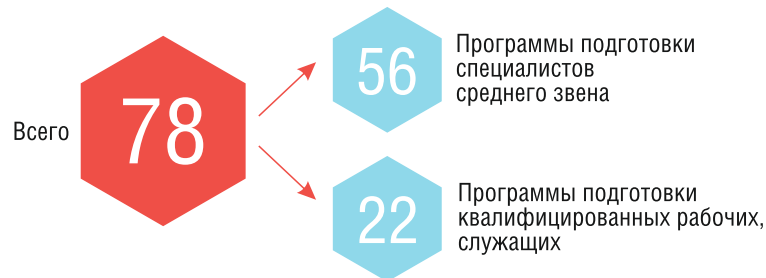 Всего
78
56
Программы подготовки
специалистов
среднего звена
22
Программы подготовки
квалифицированных рабочих,
служащих